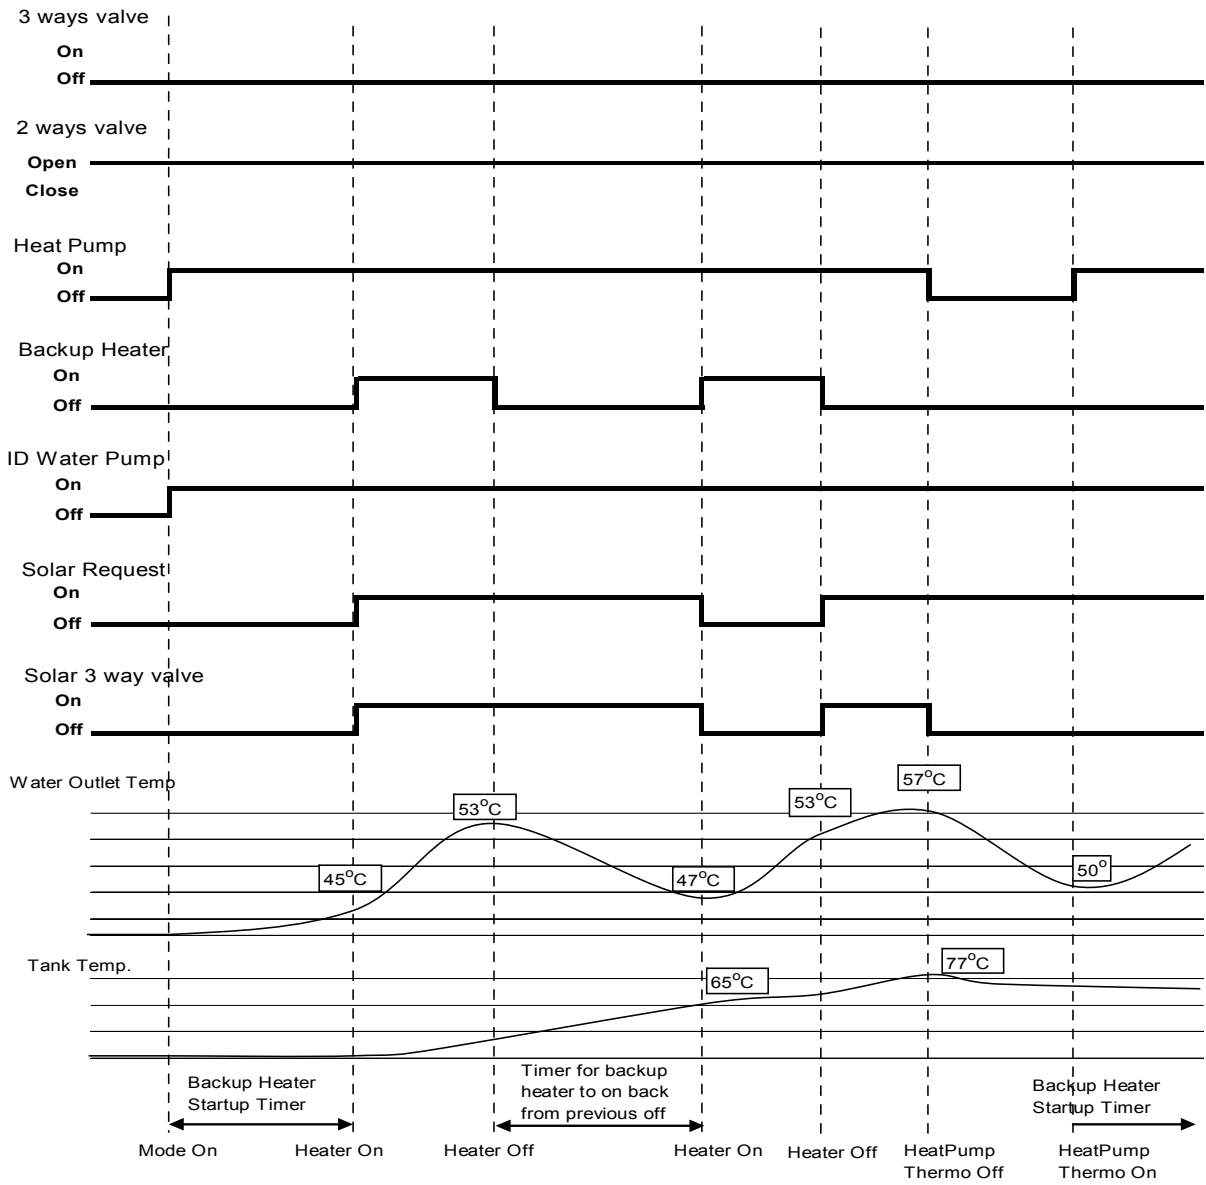 3 ways valve
On
Off
2 ways valve
Open
Close
Heat Pump
On
Off
Backup Heater
On
Off
ID Water Pump
On
Off
Solar Request
On
Off
Solar 3 way valve
On
Off
Water Outlet Temp
45°C
53°C
47°C
53°C
57°C
50°
Tank Temp.
65°C
77°C
Backup Heater
Startup Timer
Timer for backup
heater to on back
from previous off
Backup Heater
Startup Timer
Mode On
Heater On
Heater Off
Heater On
Heater Off
HeatPump
Thermo Off
HeatPump
Thermo On